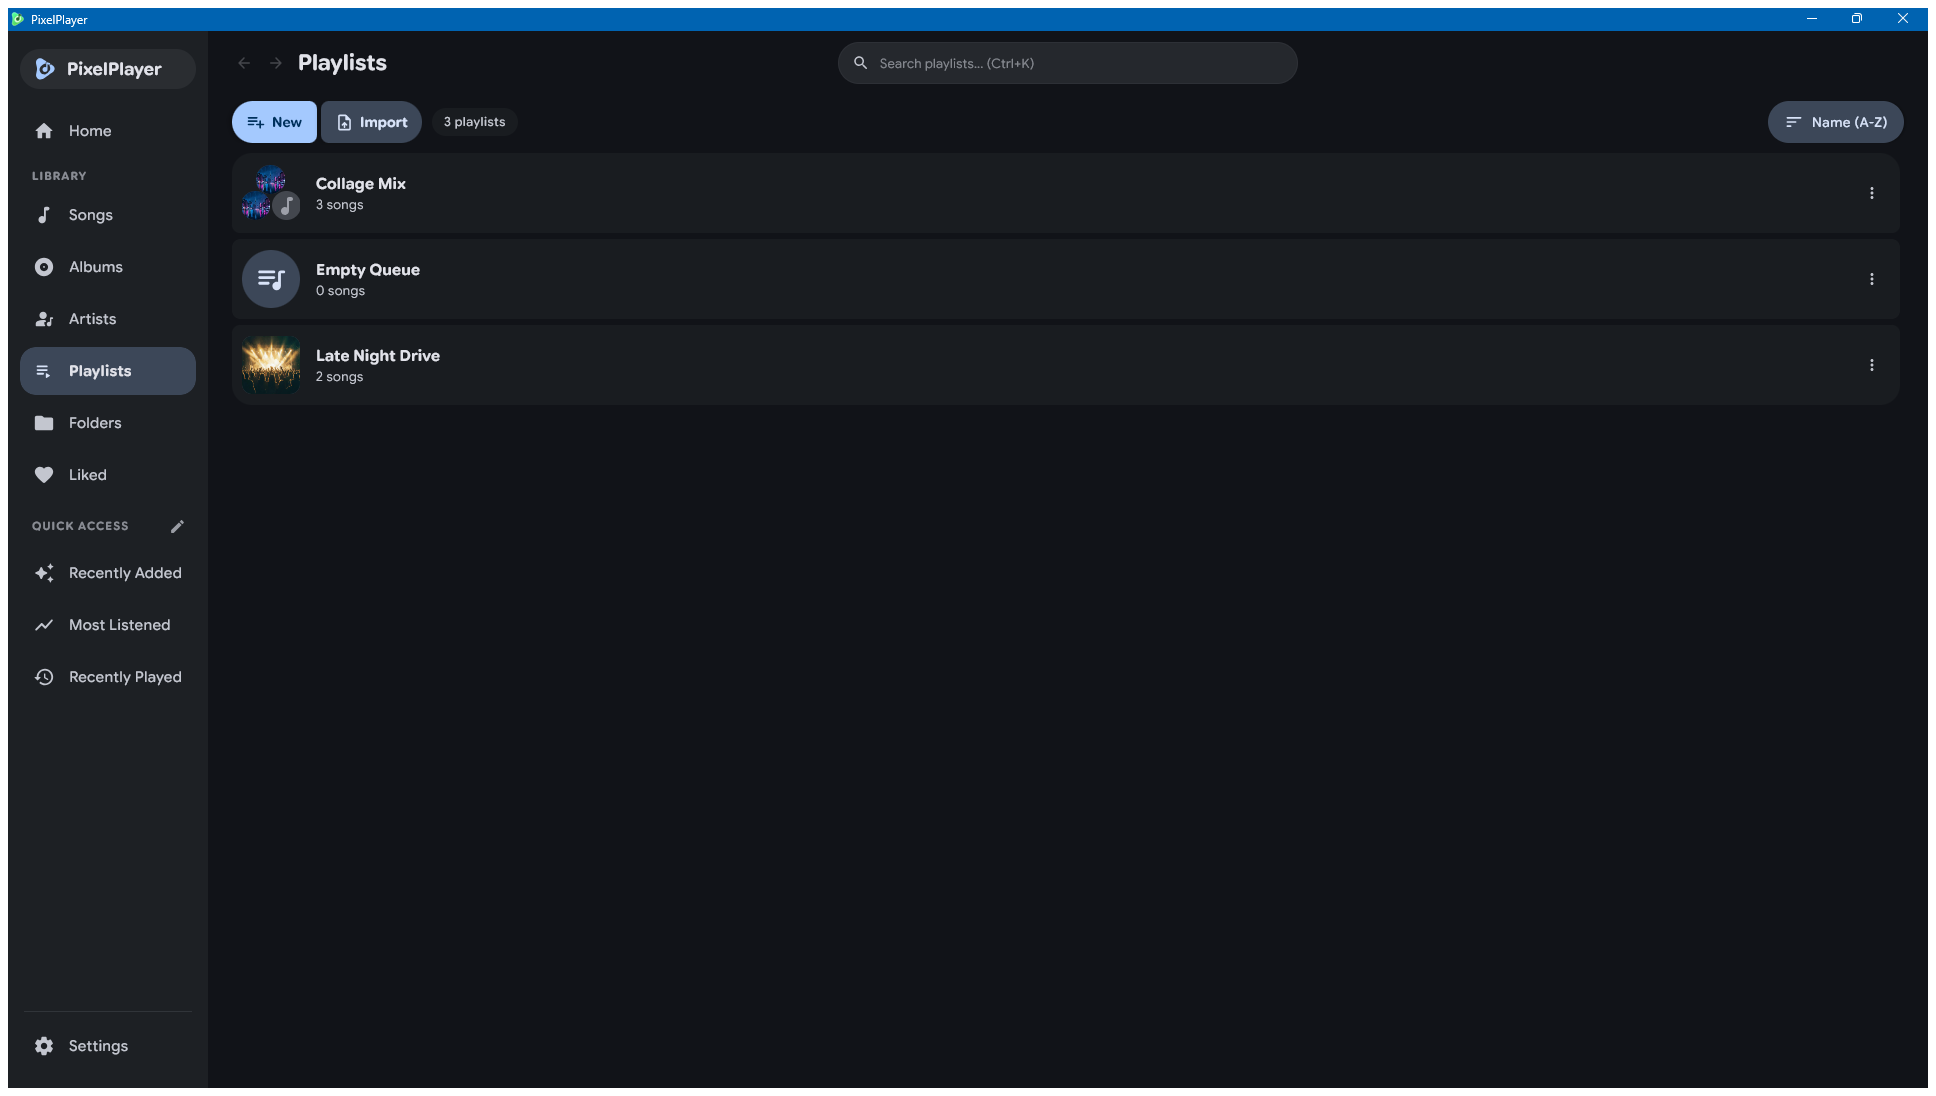 PixelPlayer
PixelPlayer
Home
LIBRARY
Songs
Albums
Artists
Playlists
Folders
Liked
QUICK ACCESS
Recently Added
Most Listened
Recently Played
Settings
Playlists
Search playlists... (Ctrl+K)
New
Import
3 playlists
Name (A-Z)
Collage Mix
3 songs
Empty Queue
0 songs
Late Night Drive
2 songs